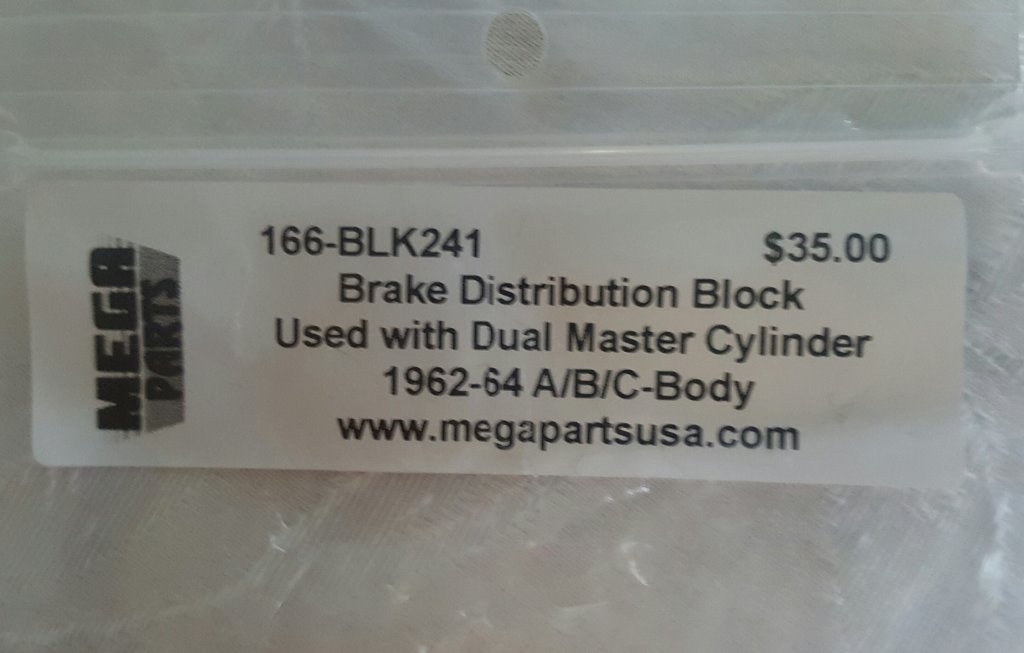 MEGA
PARTS
166-BLK241 $35.00
Brake Distribution Block
Used with Dual Master Cylinder
1962-64 A/B/C-Body
www.megapartsusa.com